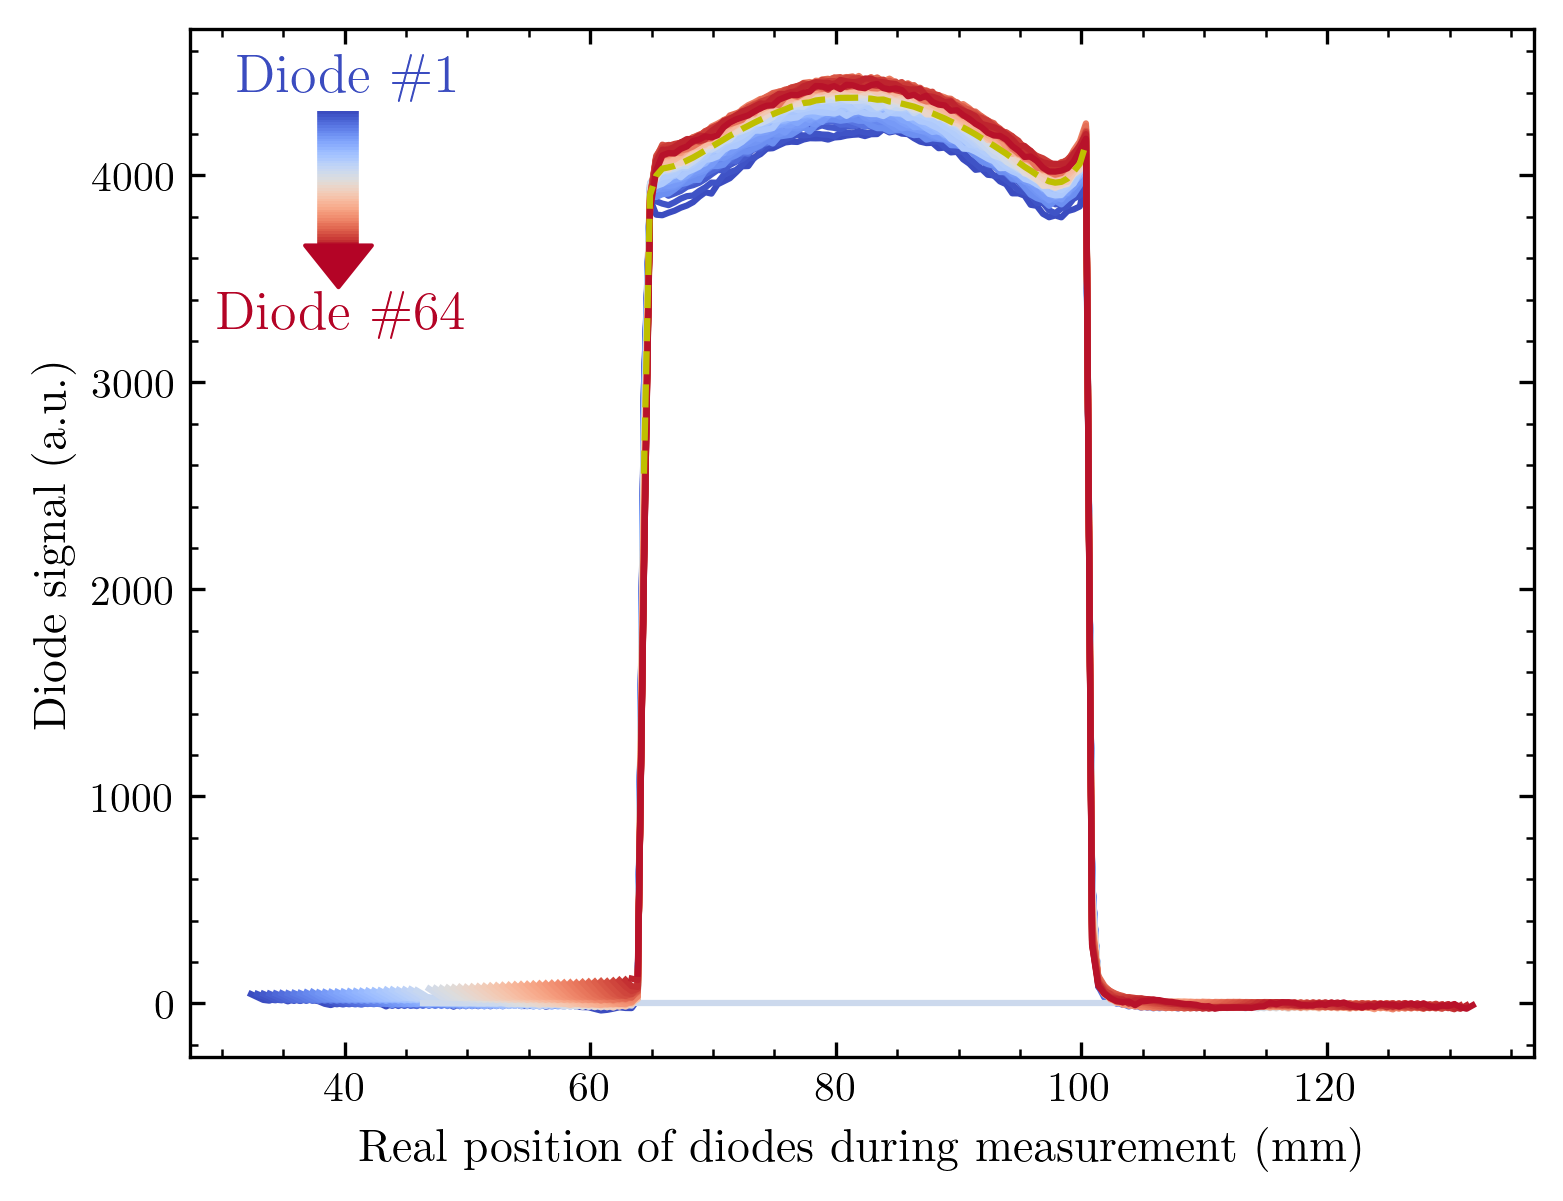 Diode #1
Diode #64
4000
3000
2000
1000
0
Diode signal (a.u.)
40 60 80 100 120
Real position of diodes during measurement (mm)